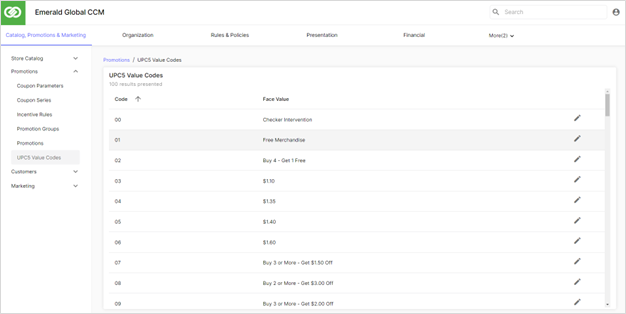 Emerald Global CCM
Search
Catalog, Promotions & Marketing
Organization
Rules & Policies
Presentation
Financial
More(2)
Store Catalog
Promotions
Coupon Parameters
Coupon Series
Incentive Rules
Promotion Groups
Promotions
UPC5 Value Codes
Customers
Marketing
Promotions / UPC5 Value Codes
UPC5 Value Codes
100 results presented
Code Face Value
00 Checker Intervention
01 Free Merchandise
02 Buy 4 - Get 1 Free
03 $1.10
04 $1.35
05 $1.40
06 $1.60
07 Buy 3 or More - Get $1.50 Off
08 Buy 2 or More - Get $3.00 Off
09 Buy 3 or More - Get $2.00 Off